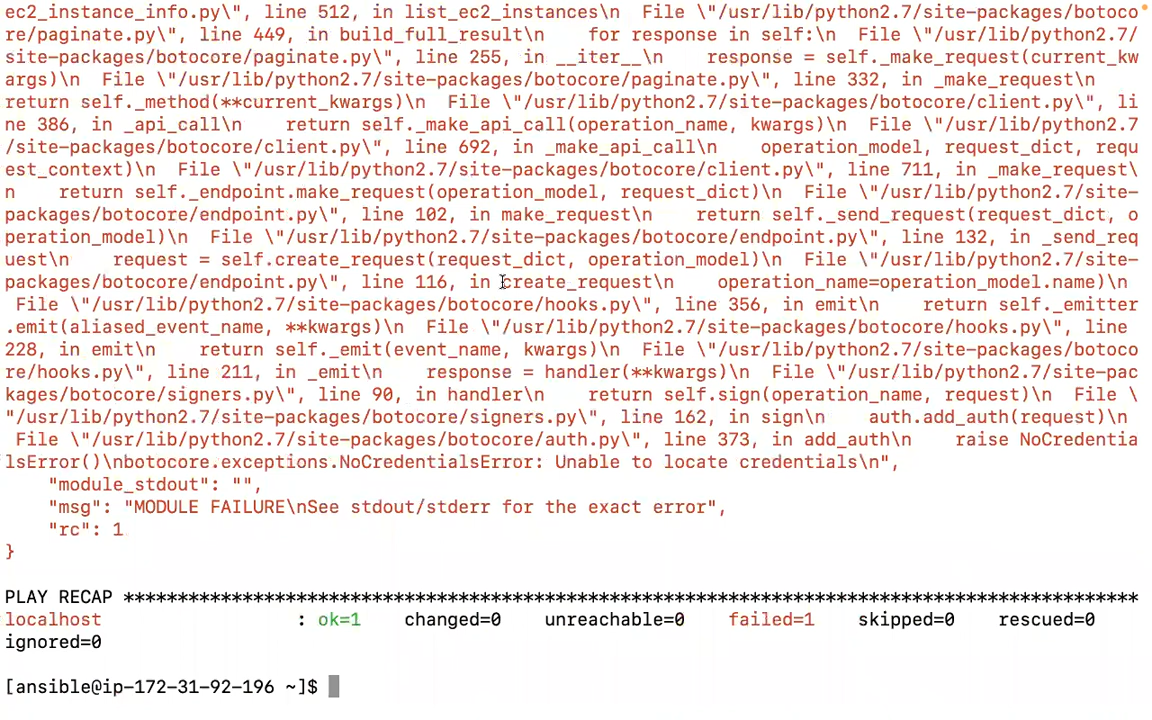 ec2_instance_info.py\", line 512, in list_ec2_instances\n  File \"/usr/lib/python2.7/site-packages/botoco
re/paginate.py\", line 449, in build_full_result\n    for response in self:\n  File \"/usr/lib/python2.7/
site-packages/botocore/paginate.py\", line 255, in __iter__\n    response = self._make_request(current_kw
args)\n  File \"/usr/lib/python2.7/site-packages/botocore/paginate.py\", line 332, in _make_request\n
return self._method(**current_kwargs)\n  File \"/usr/lib/python2.7/site-packages/botocore/client.py\", li
ne 386, in _api_call\n    return self._make_api_call(operation_name, kwargs)\n  File \"/usr/lib/python2.7
/site-packages/botocore/client.py\", line 692, in _make_api_call\n    operation_model, request_dict, requ
est_context)\n  File \"/usr/lib/python2.7/site-packages/botocore/client.py\", line 711, in _make_request\
n    return self._endpoint.make_request(operation_model, request_dict)\n  File \"/usr/lib/python2.7/site-
packages/botocore/endpoint.py\", line 102, in make_request\n    return self._send_request(request_dict, o
peration_model)\n  File \"/usr/lib/python2.7/site-packages/botocore/endpoint.py\", line 132, in _send_req
uest\n    request = self.create_request(request_dict, operation_model)\n  File \"/usr/lib/python2.7/site-
packages/botocore/endpoint.py\", line 116, in create_request\n    operation_name=operation_model.name)\n
 File \"/usr/lib/python2.7/site-packages/botocore/hooks.py\", line 356, in emit\n    return self._emitter
.emit(aliased_event_name, **kwargs)\n  File \"/usr/lib/python2.7/site-packages/botocore/hooks.py\", line
228, in emit\n    return self._emit(event_name, kwargs)\n  File \"/usr/lib/python2.7/site-packages/botoco
re/hooks.py\", line 211, in _emit\n    response = handler(**kwargs)\n  File \"/usr/lib/python2.7/site-pac
kages/botocore/signers.py\", line 90, in handler\n    return self.sign(operation_name, request)\n  File \
"/usr/lib/python2.7/site-packages/botocore/signers.py\", line 162, in sign\n    auth.add_auth(request)\n
 File \"/usr/lib/python2.7/site-packages/botocore/auth.py\", line 373, in add_auth\n    raise NoCredentia
lsError()\nbotocore.exceptions.NoCredentialsError: Unable to locate credentials\n",
    "module_stdout": "",
    "msg": "MODULE FAILURE\nSee stdout/stderr for the exact error",
    "rc": 1
}
PLAY RECAP **********************************************************************************************
localhost                  : ok=1    changed=0    unreachable=0    failed=1    skipped=0    rescued=0
ignored=0
[ansible@ip-172-31-92-196 ~]$